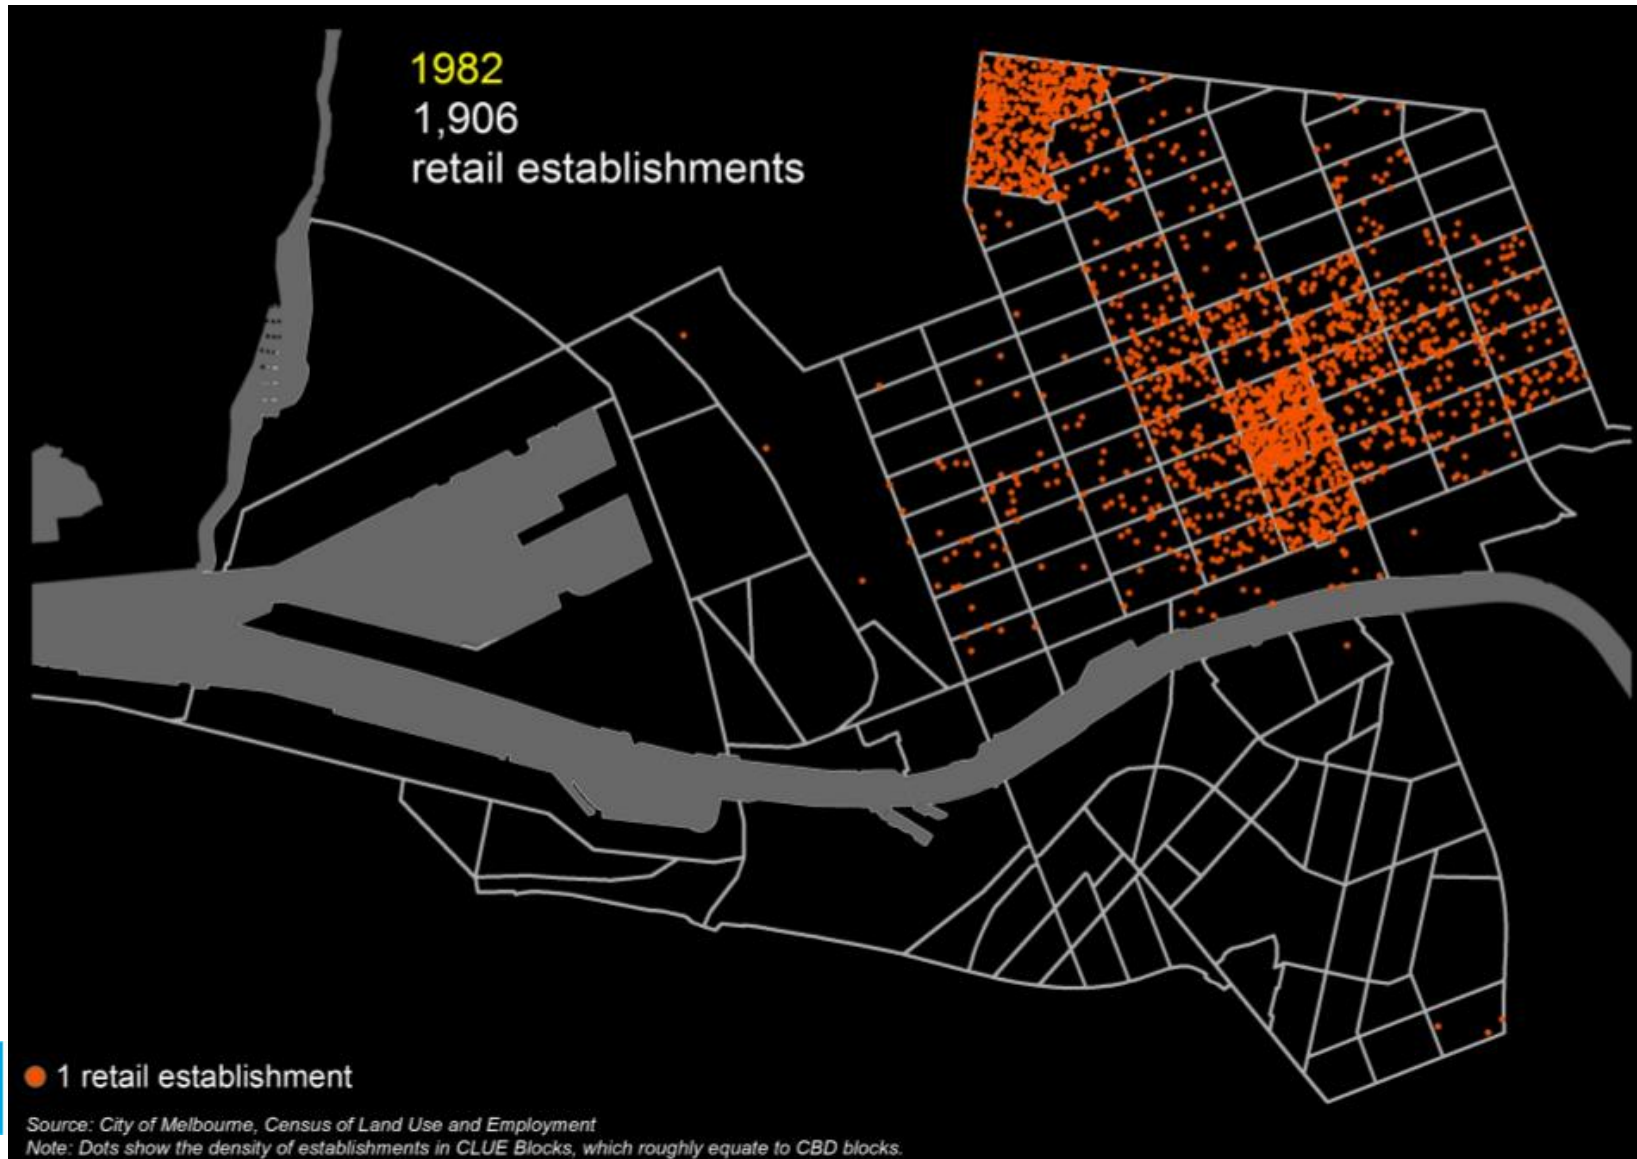 1982
1,906
retail establishments
1 retail establishment
Source: City of Melbourne, Census of Land Use and Employment
Note: Dots show the density of establishments in CLUE Blocks, which roughly equate to CBD blocks.